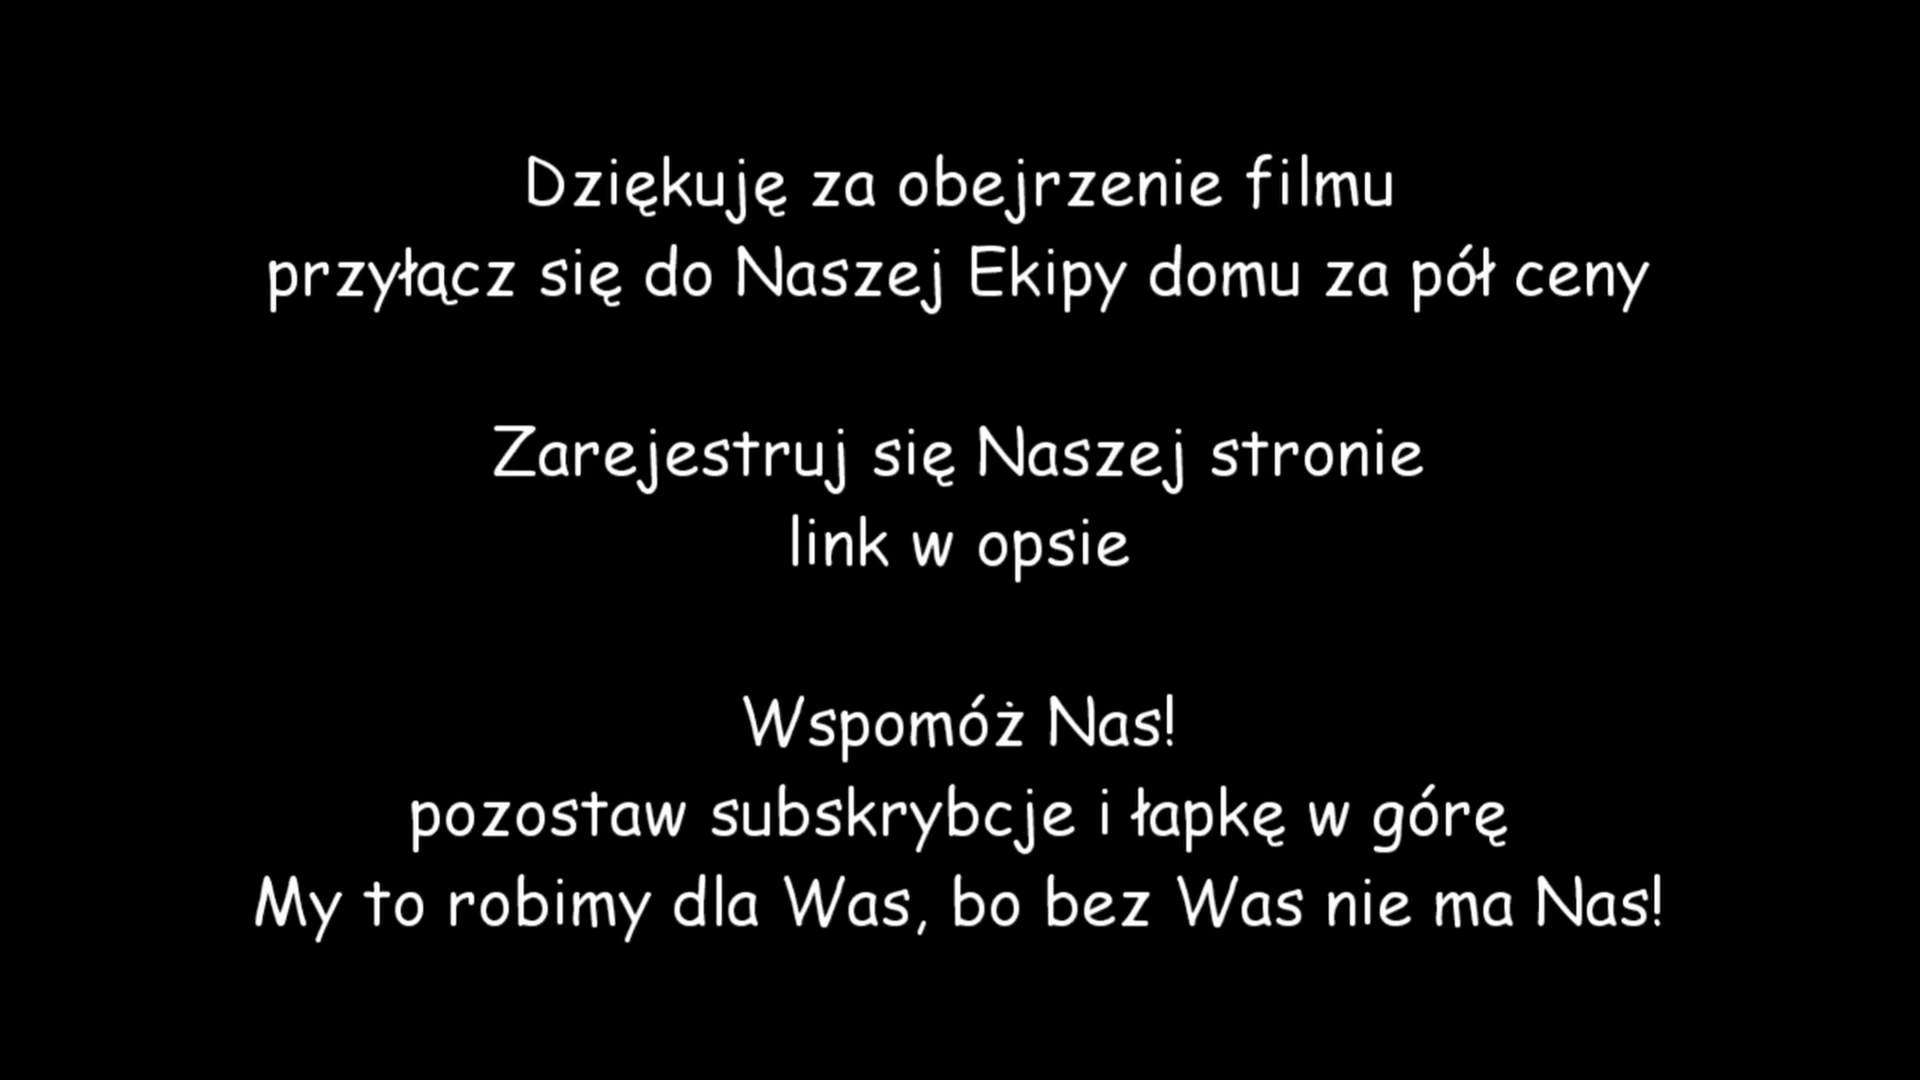 Dziękuję za obejrzenie filmu
przyłącz się do Naszej Ekipy domu za pół ceny
Zarejestruj się Naszej stronie
link w opsie
Wspomóż Nas!
pozostaw subskrybcje i łapkę w górę
My to robimy dla Was, bo bez Was nie ma Nas!